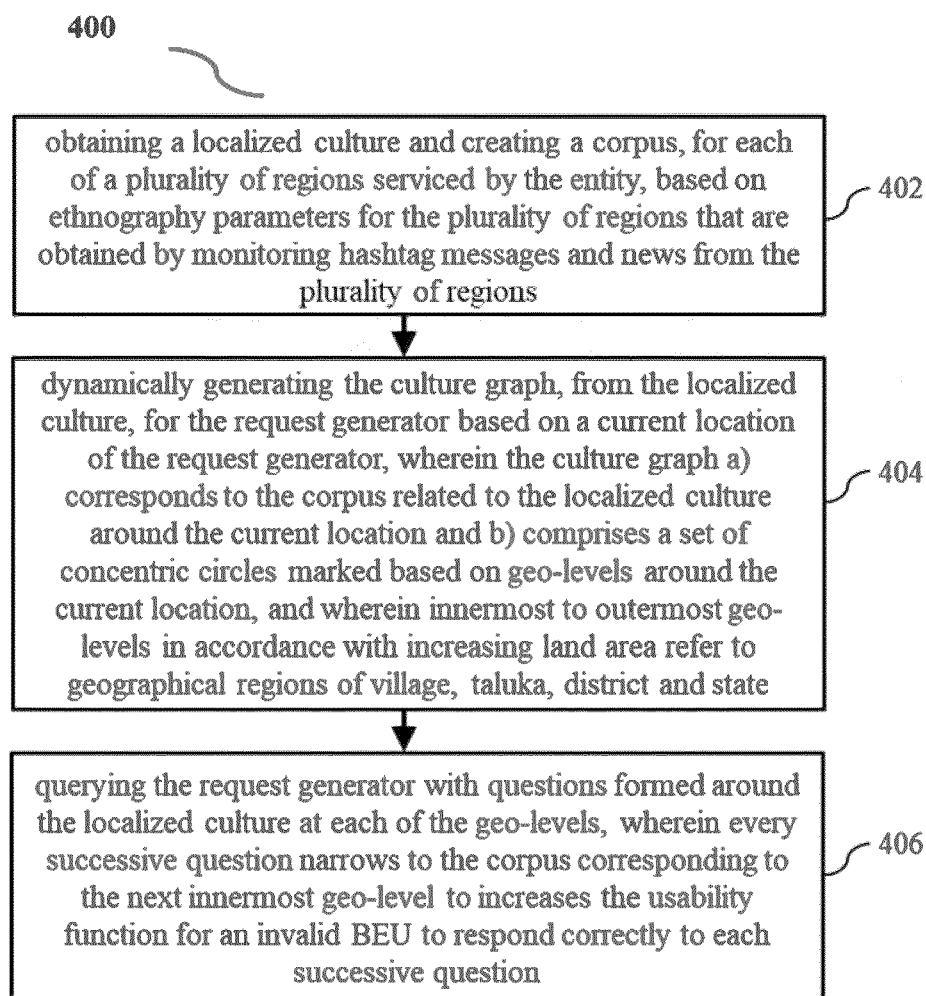 400
obtaining a localized culture and creating a corpus, for each
of a plurality of regions serviced by the entity, based on
ethnography parameters for the plurality of regions that are
obtained by monitoring hashtag messages and news from the
plurality of regions
402
dynamically generating the culture graph, from the localized
culture, for the request generator based on a current location
of the request generator, wherein the culture graph a)
corresponds to the corpus related to the localized culture
around the current location and b) comprises a set of
concentric circles marked based on geo-levels around the
current location, and wherein innermost to outermost geo-
levels in accordance with increasing land area refer to
geographical regions of village, taluka, district and state
404
querying the request generator with questions formed around
the localized culture at each of the geo-levels, wherein every
successive question narrows to the corpus corresponding to
the next innermost geo-level to increases the usability
function for an invalid BEU to respond correctly to each
successive question
406